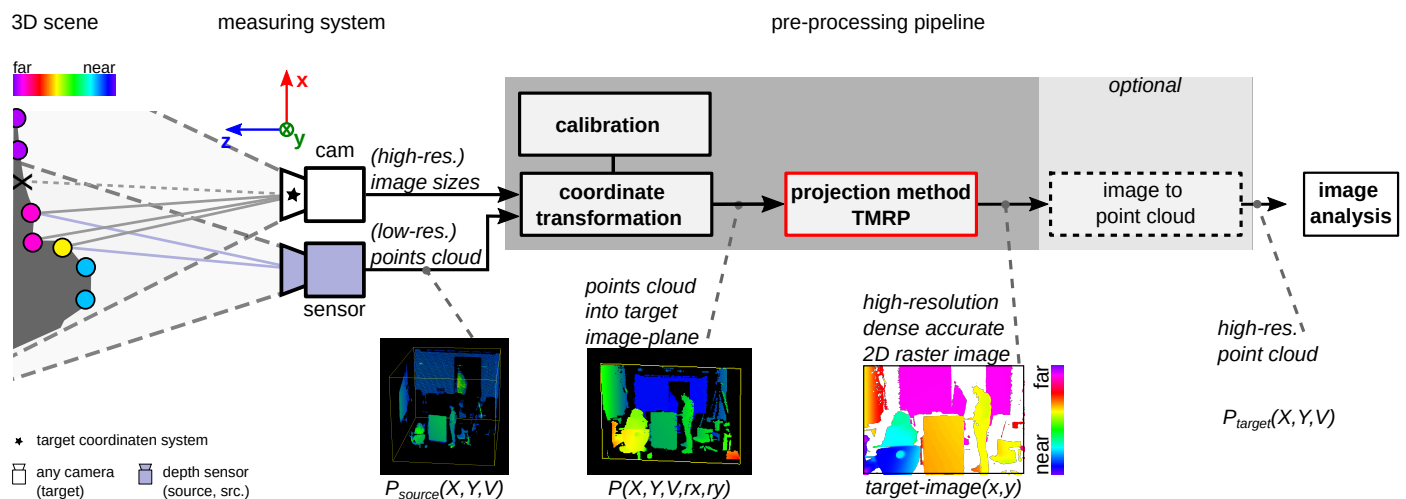 3D scene
measuring system
pre-processing pipeline
far near
x
z
y
cam
(high-res.)
image sizes
(low-res.)
points cloud
sensor
calibration
coordinate
transformation
projection method
TMRP
optional
image to
point cloud
image
analysis
points cloud
into target
image-plane
high-resolution
dense accurate
2D raster image
high-res.
point cloud
far
near
★ target coordinaten system
any camera
(target)
depth sensor
(source, src.)
Psource(X,Y,V)
P(X,Y,V,rx,ry)
target-image(x,y)
Ptarget(X,Y,V)